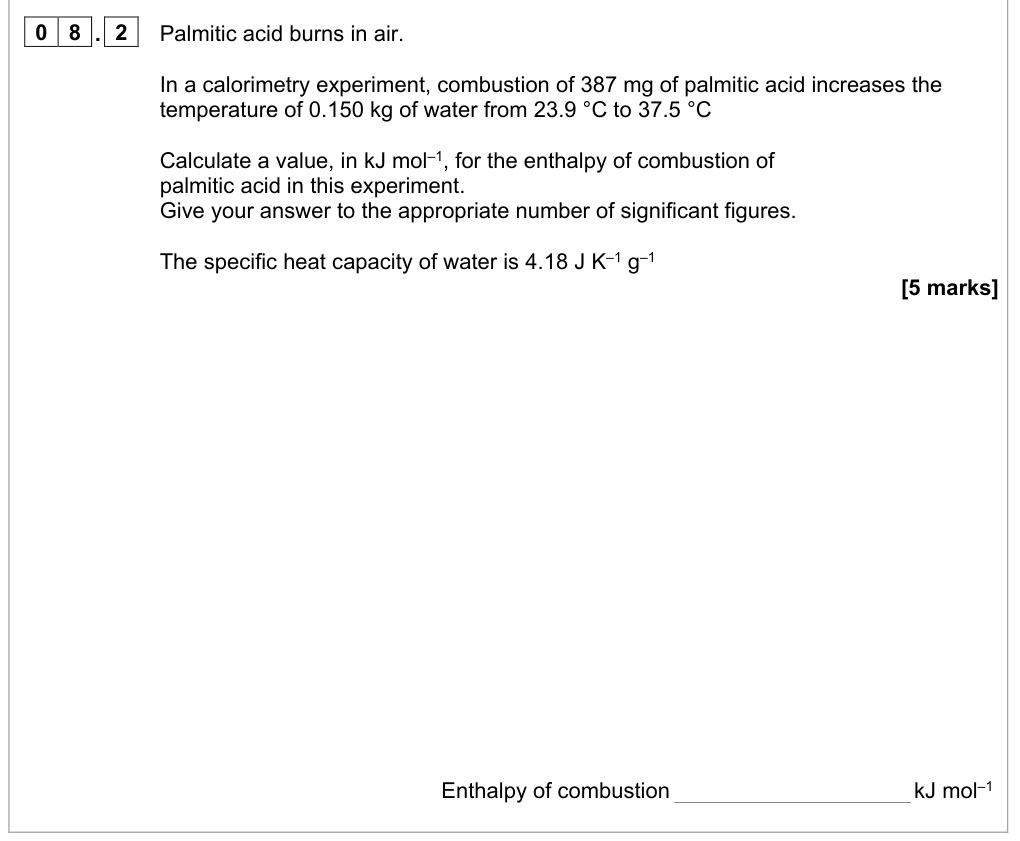 0 8 . 2 Palmitic acid burns in air.
In a calorimetry experiment, combustion of 387 mg of palmitic acid increases the
temperature of 0.150 kg of water from 23.9 °C to 37.5 °C
Calculate a value, in kJ mol⁻¹, for the enthalpy of combustion of
palmitic acid in this experiment.
Give your answer to the appropriate number of significant figures.
The specific heat capacity of water is 4.18 J K⁻¹ g⁻¹
[5 marks]
Enthalpy of combustion ____________________ kJ mol⁻¹